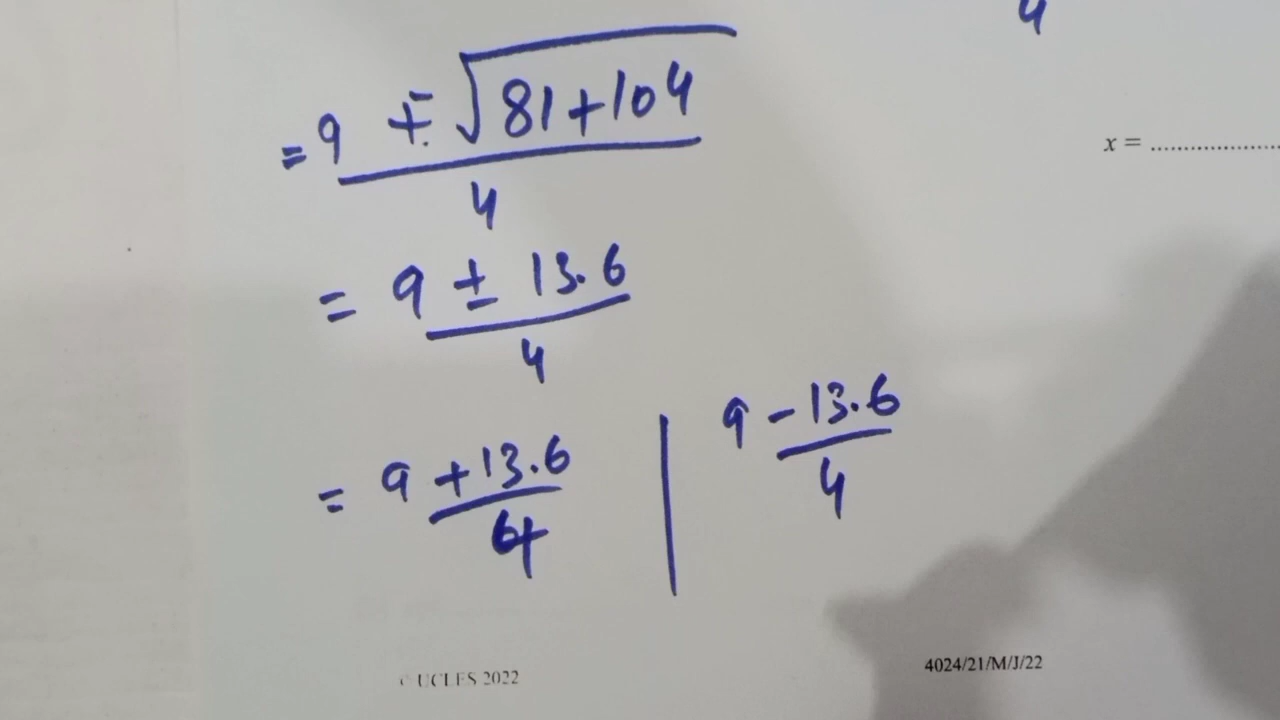 4
= 9 ± √81+104
4
x = ....................
= 9 ± 13.6
4
= 9 + 13.6 | 9 - 13.6
4 4
© UCLES 2022 4024/21/M/J/22